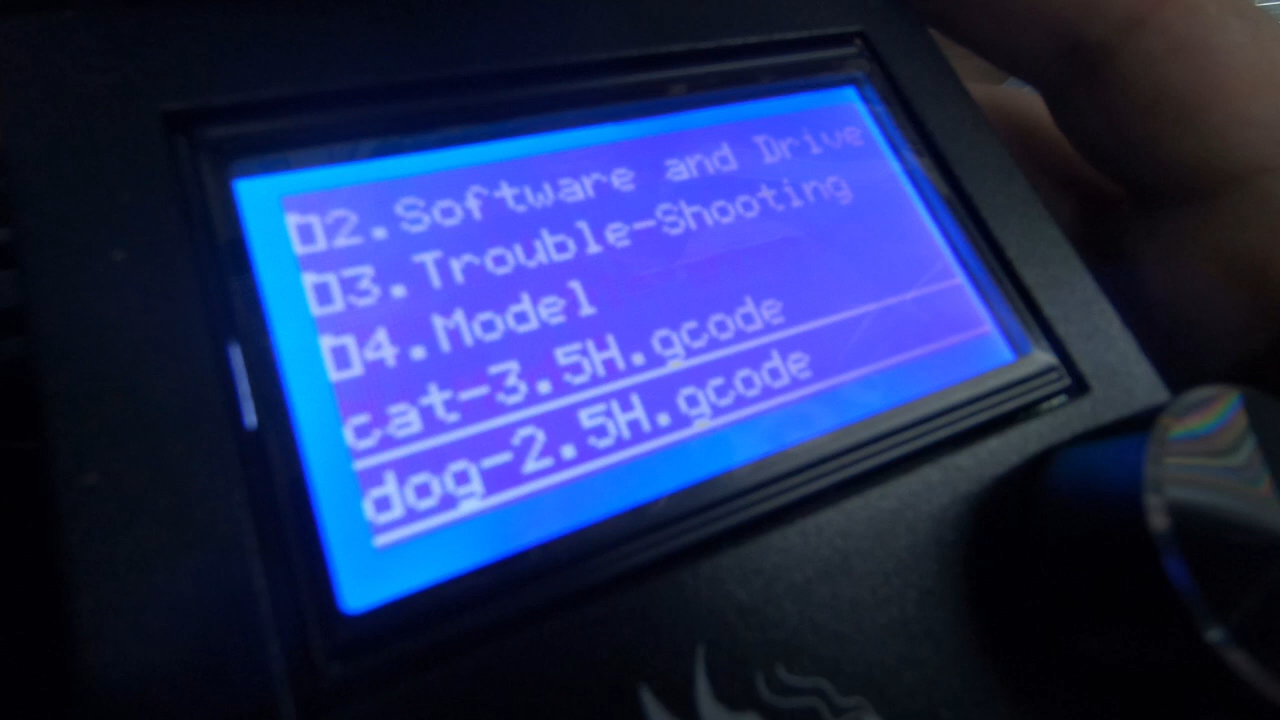 2.Software and Drive
3.Trouble-Shooting
4.Model
cat-3.5H.gcode
dog-2.5H.gcode